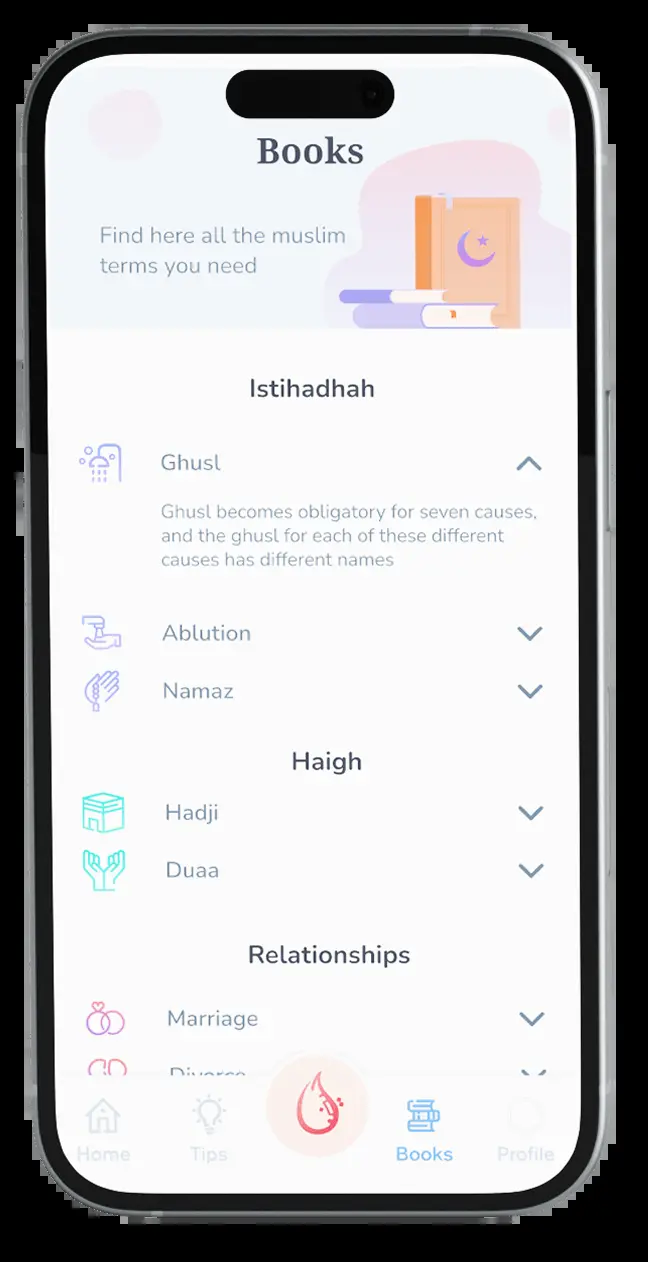 Books
Find here all the muslim
terms you need
Istihadhah
Ghusl
Ghusl becomes obligatory for seven causes,
and the ghusl for each of these different
causes has different names
Ablution
Namaz
Haigh
Hadji
Duaa
Relationships
Marriage
Divorce
Home
Tips
Books
Profile